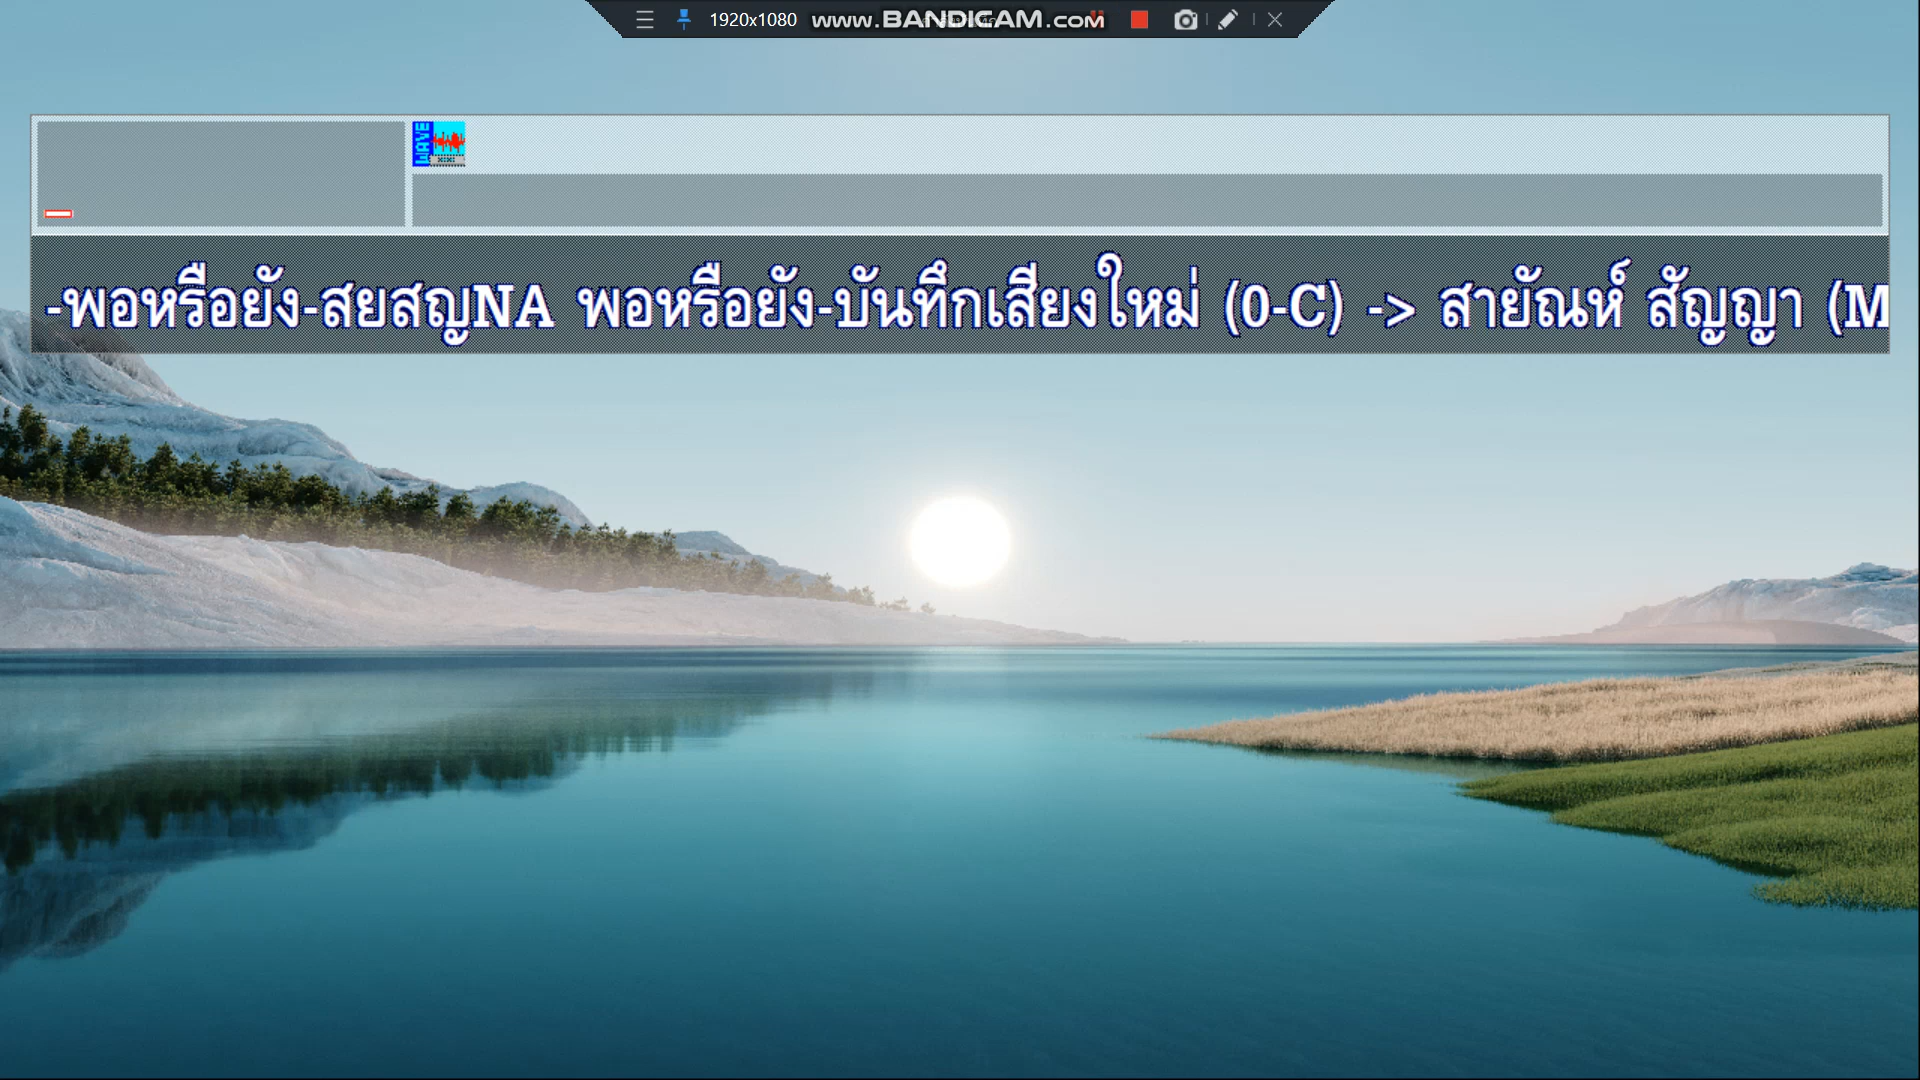 1920x1080 www.BANDICAM.com
WAVE
-พอหรือยัง-สยสญNA พอหรือยัง-บันทึกเสียงใหม่ (0-C) -> สายัณห์ สัญญา (M